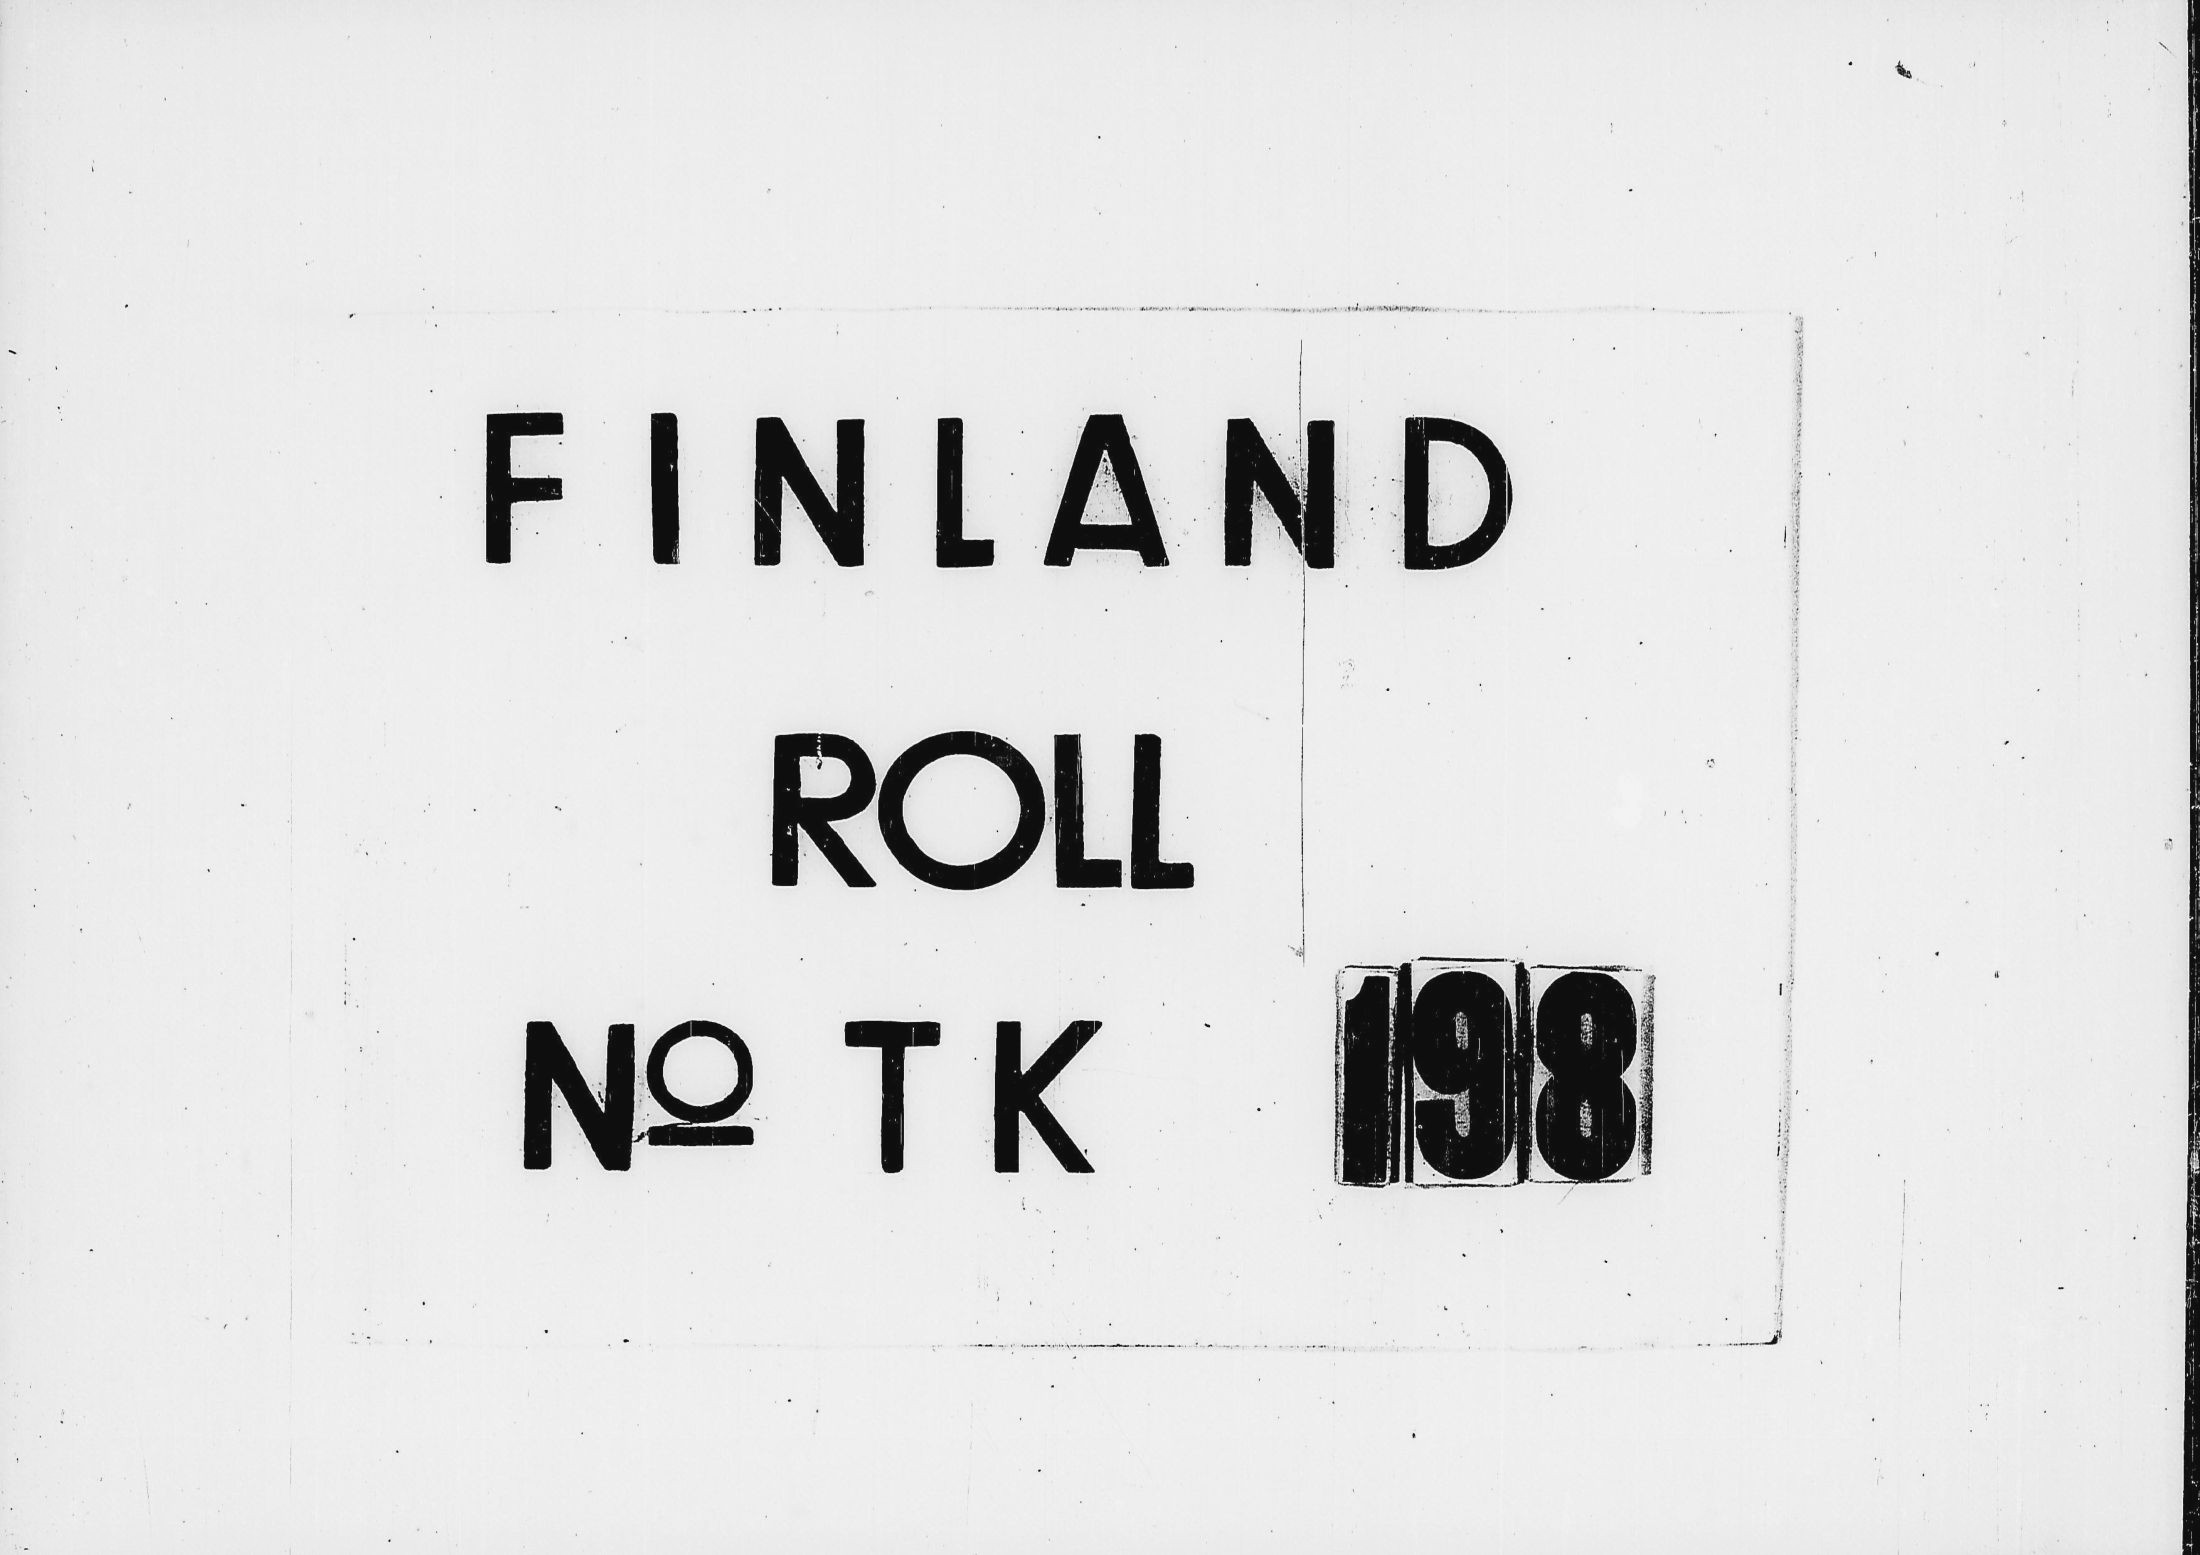 FINLAND
ROLL
Nº TK 198